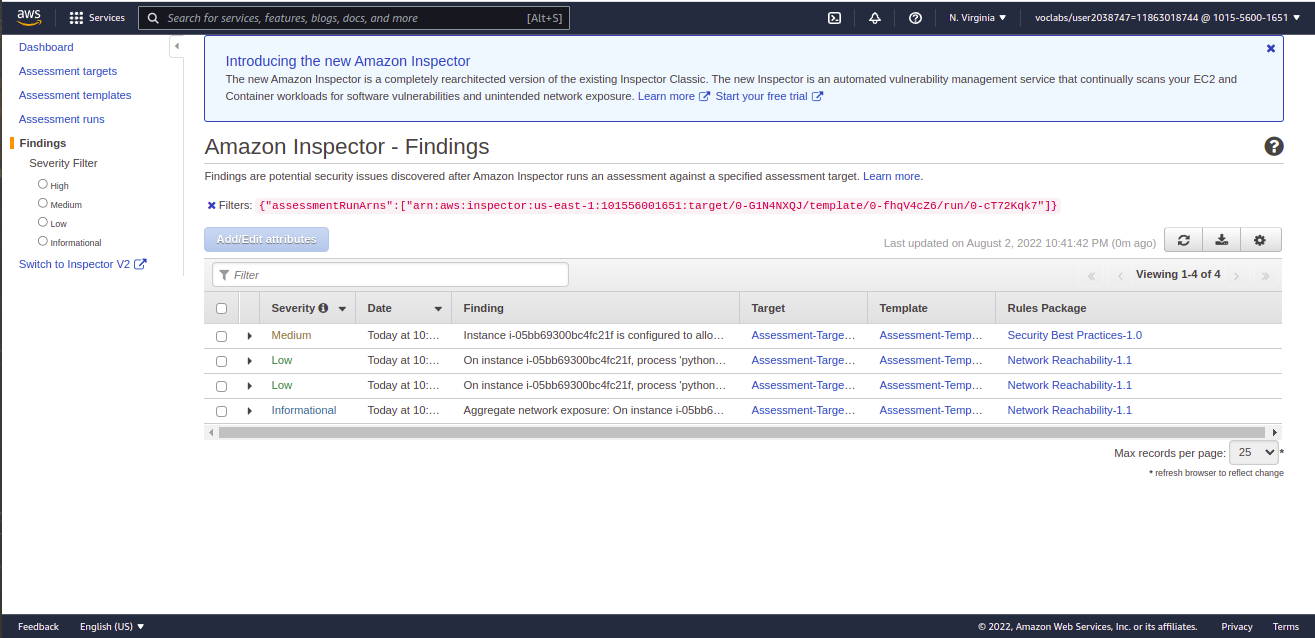 aws Services Search for services, features, blogs, docs, and more [Alt+S] N. Virginia voclabs/user2038747=11863018744 @ 1015-5600-1651
Dashboard
Assessment targets
Assessment templates
Assessment runs
Findings
Severity Filter
High
Medium
Low
Informational
Switch to Inspector V2
Introducing the new Amazon Inspector
The new Amazon Inspector is a completely rearchitected version of the existing Inspector Classic. The new Inspector is an automated vulnerability management service that continually scans your EC2 and
Container workloads for software vulnerabilities and unintended network exposure. Learn more Start your free trial
Amazon Inspector - Findings
Findings are potential security issues discovered after Amazon Inspector runs an assessment against a specified assessment target. Learn more.
Filters: {"assessmentRunArns":["arn:aws:inspector:us-east-1:101556001651:target/0-G1N4NXQJ/template/0-fhqV4cZ6/run/0-cT72Kqk7"]}
Add/Edit attributes Last updated on August 2, 2022 10:41:42 PM (0m ago)
Filter « ‹ Viewing 1-4 of 4 › »
Severity Date Finding Target Template Rules Package
Medium Today at 10:... Instance i-05bb69300bc4fc21f is configured to allo... Assessment-Targe... Assessment-Temp... Security Best Practices-1.0
Low Today at 10:... On instance i-05bb69300bc4fc21f, process 'python... Assessment-Targe... Assessment-Temp... Network Reachability-1.1
Low Today at 10:... On instance i-05bb69300bc4fc21f, process 'python... Assessment-Targe... Assessment-Temp... Network Reachability-1.1
Informational Today at 10:... Aggregate network exposure: On instance i-05bb6... Assessment-Targe... Assessment-Temp... Network Reachability-1.1
Max records per page: 25 *
* refresh browser to reflect change
Feedback English (US) © 2022, Amazon Web Services, Inc. or its affiliates. Privacy Terms